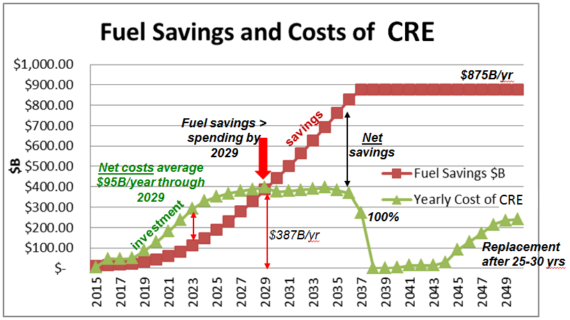 Fuel Savings and Costs of CRE
$1,000.00
$900.00
$800.00
$700.00
$600.00
$500.00
$400.00
$300.00
$200.00
$100.00
$-
$B
$875B/yr
Fuel savings >
spending by
2029
savings
Net
savings
Fuel Savings $B
Yearly Cost of CRE
Net costs average
$95B/year through
2029
investment
100%
$387B/yr
Replacement
after 25-30 yrs
2015
2017
2019
2021
2023
2025
2027
2029
2031
2033
2035
2037
2039
2041
2043
2045
2047
2049